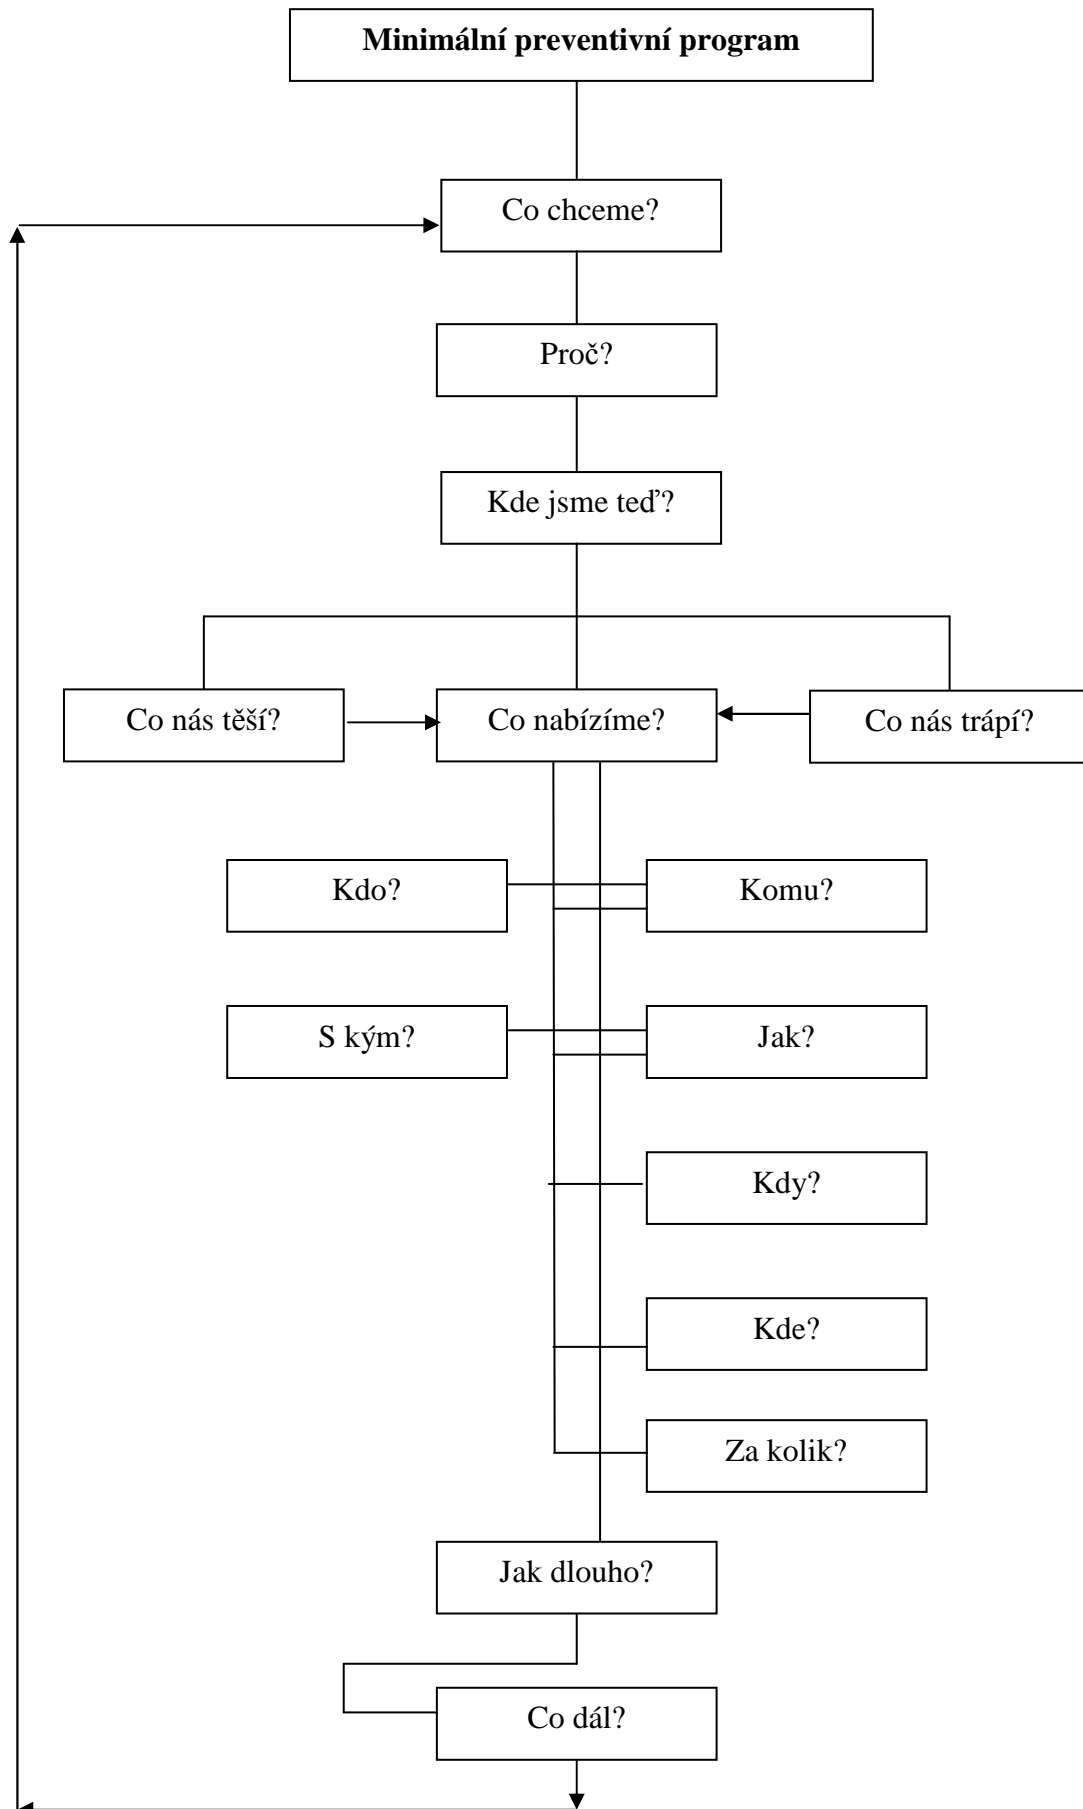 Minimální preventivní program
Co chceme?
Proč?
Kde jsme teď?
Co nás těší?
Co nabízíme?
Co nás trápí?
Kdo?
Komu?
S kým?
Jak?
Kdy?
Kde?
Za kolik?
Jak dlouho?
Co dál?